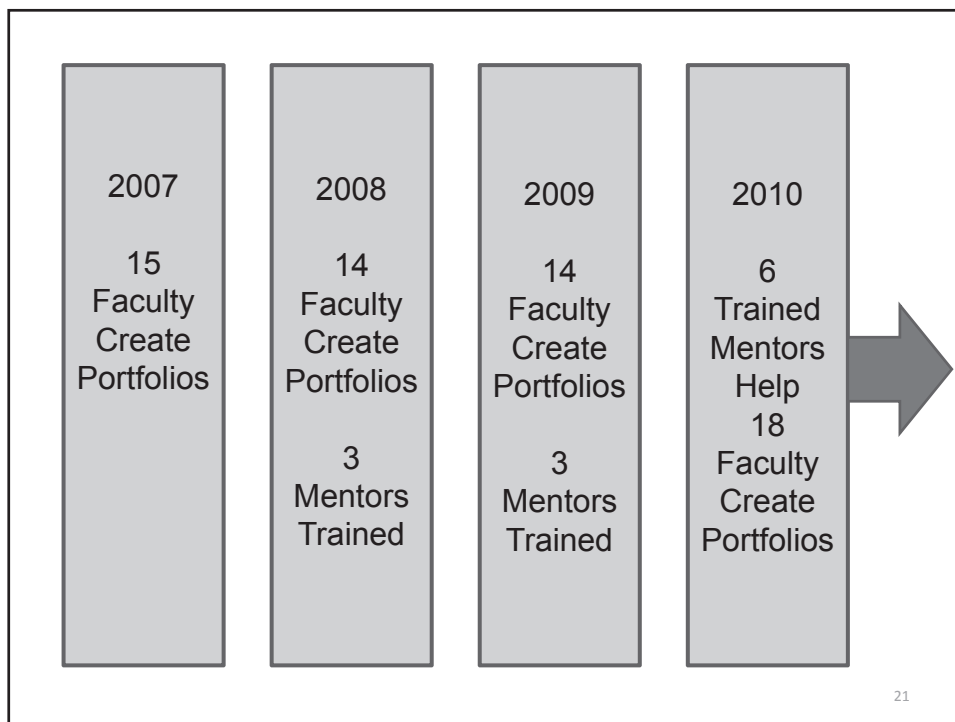 2007
15
Faculty
Create
Portfolios
2008
14
Faculty
Create
Portfolios
3
Mentors
Trained
2009
14
Faculty
Create
Portfolios
3
Mentors
Trained
2010
6
Trained
Mentors
Help
18
Faculty
Create
Portfolios
21